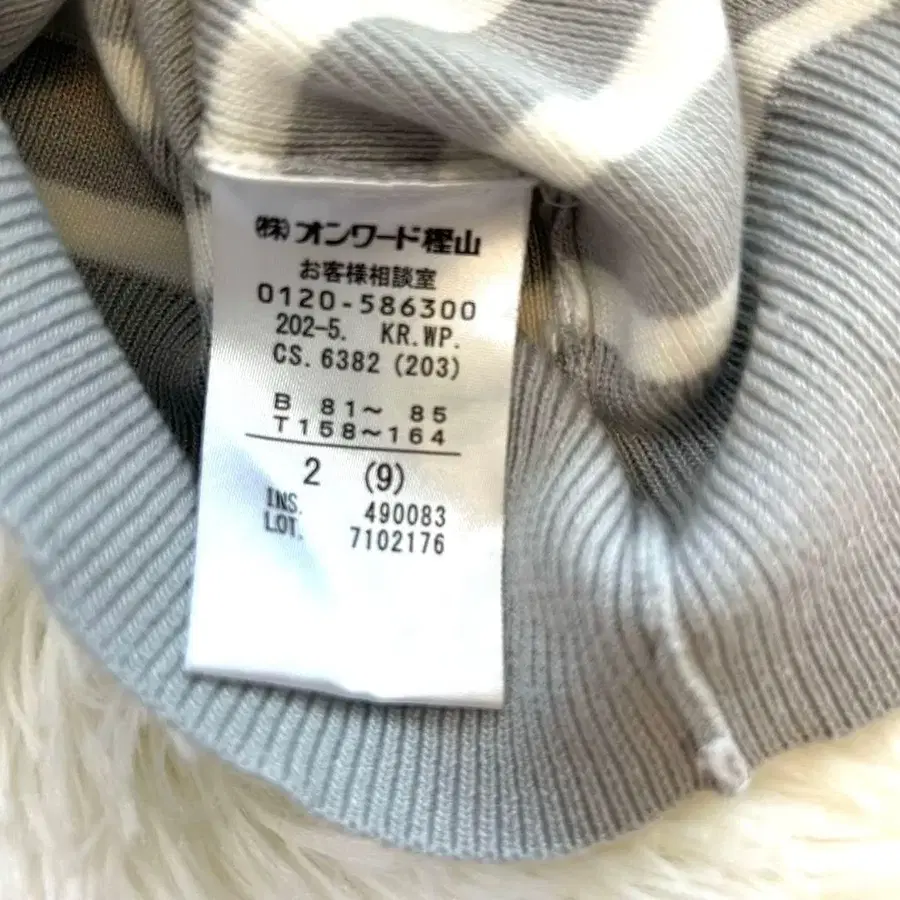 ㈱オンワード樫山
お客様相談室
0120-586300
202-5. KR.WP.
CS. 6382 (203)
B 81~ 85
T158~164
2 (9)
INS. 490083
LOT. 7102176